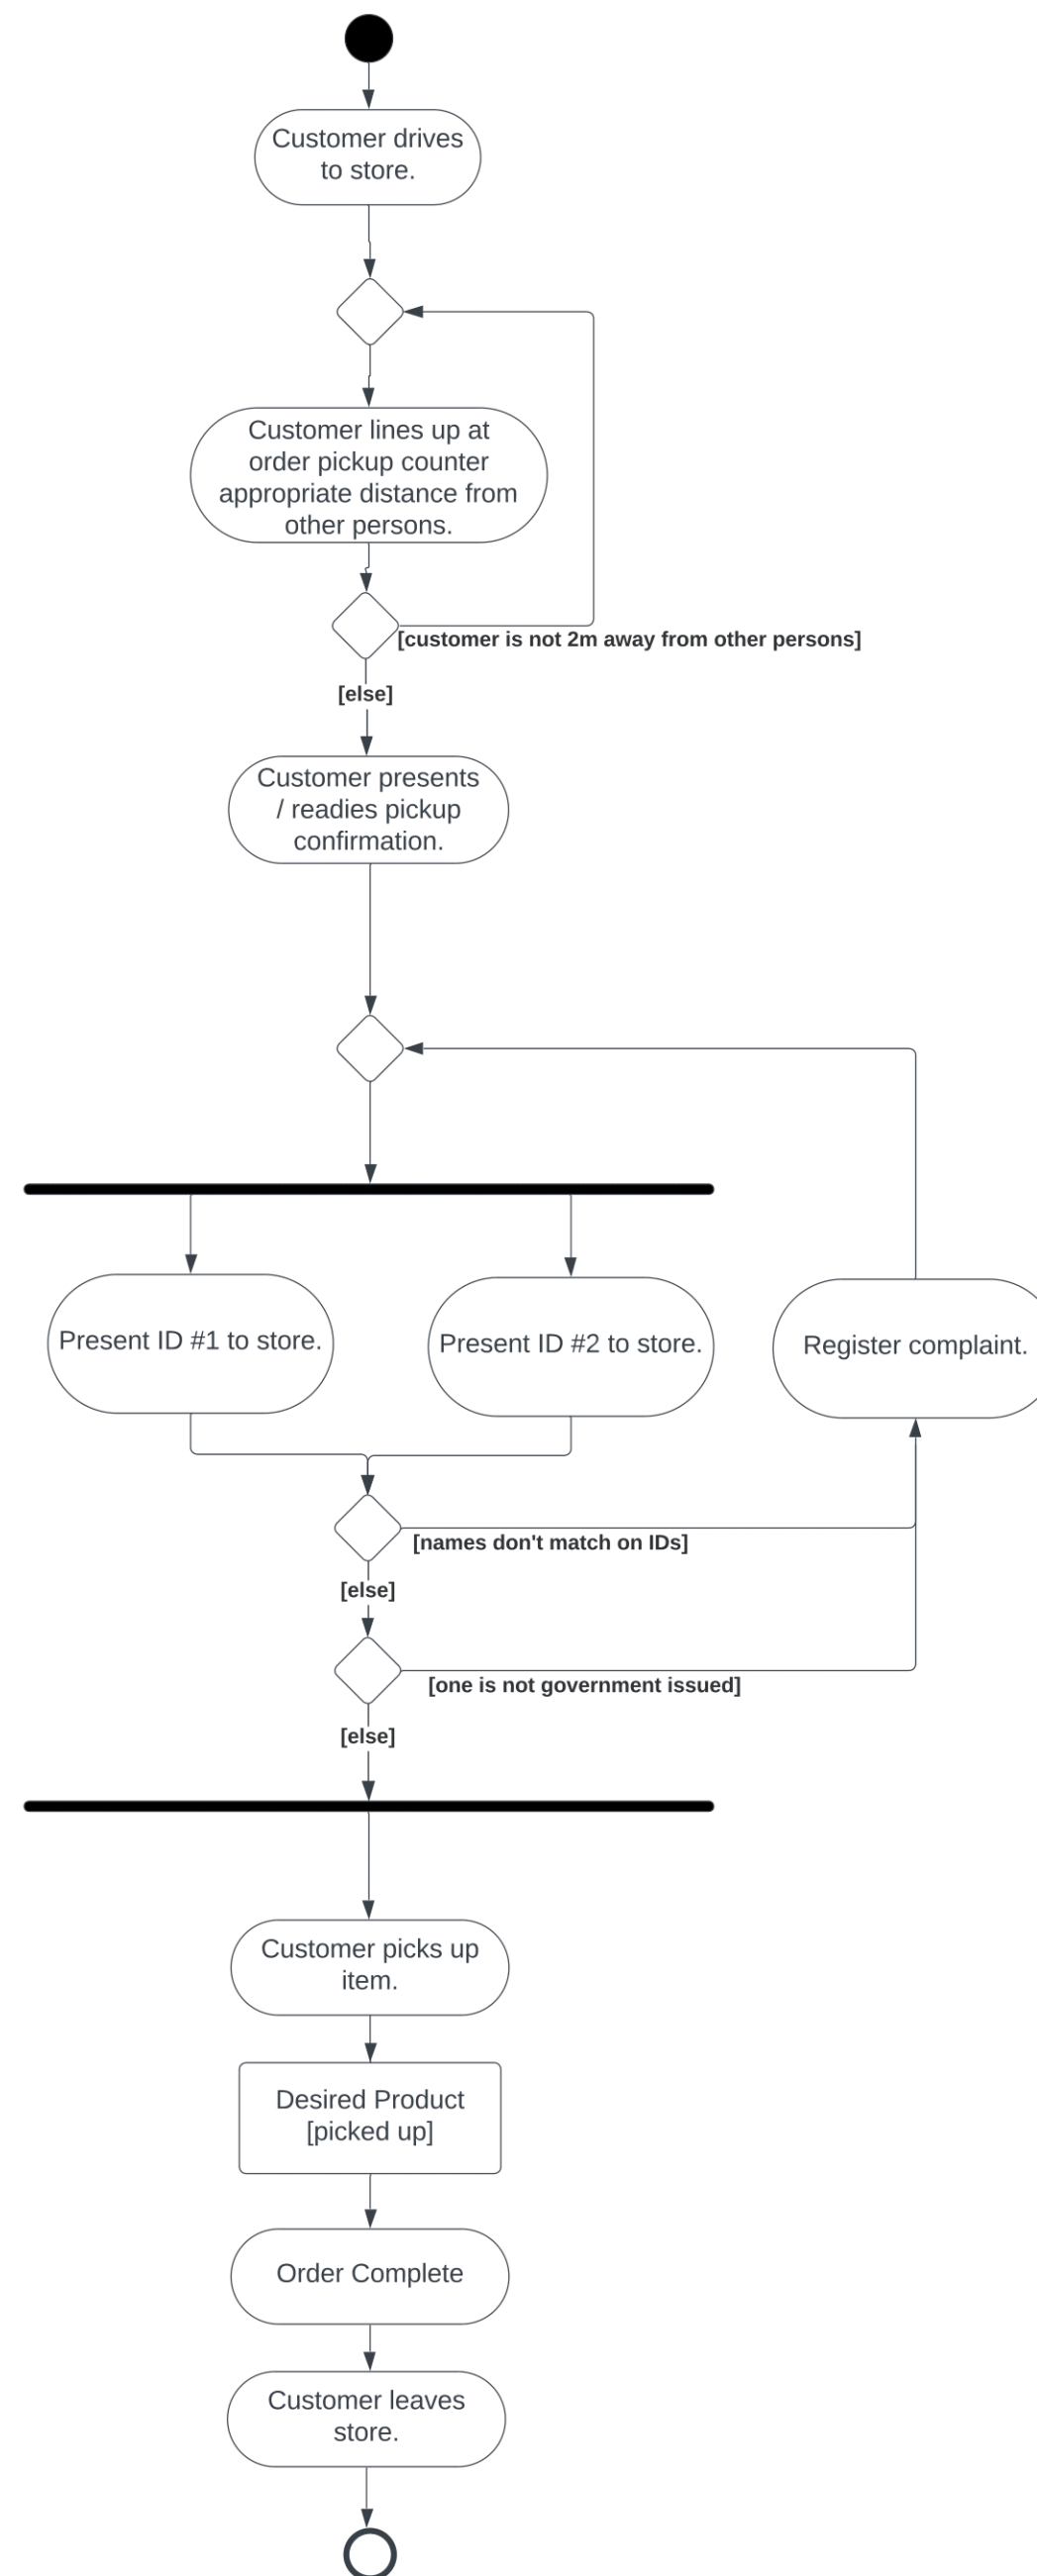 Customer drives
to store.
Customer lines up at
order pickup counter
appropriate distance from
other persons.
[customer is not 2m away from other persons]
[else]
Customer presents
/ readies pickup
confirmation.
Present ID #1 to store.
Present ID #2 to store.
Register complaint.
[names don't match on IDs]
[else]
[one is not government issued]
[else]
Customer picks up
item.
Desired Product
[picked up]
Order Complete
Customer leaves
store.